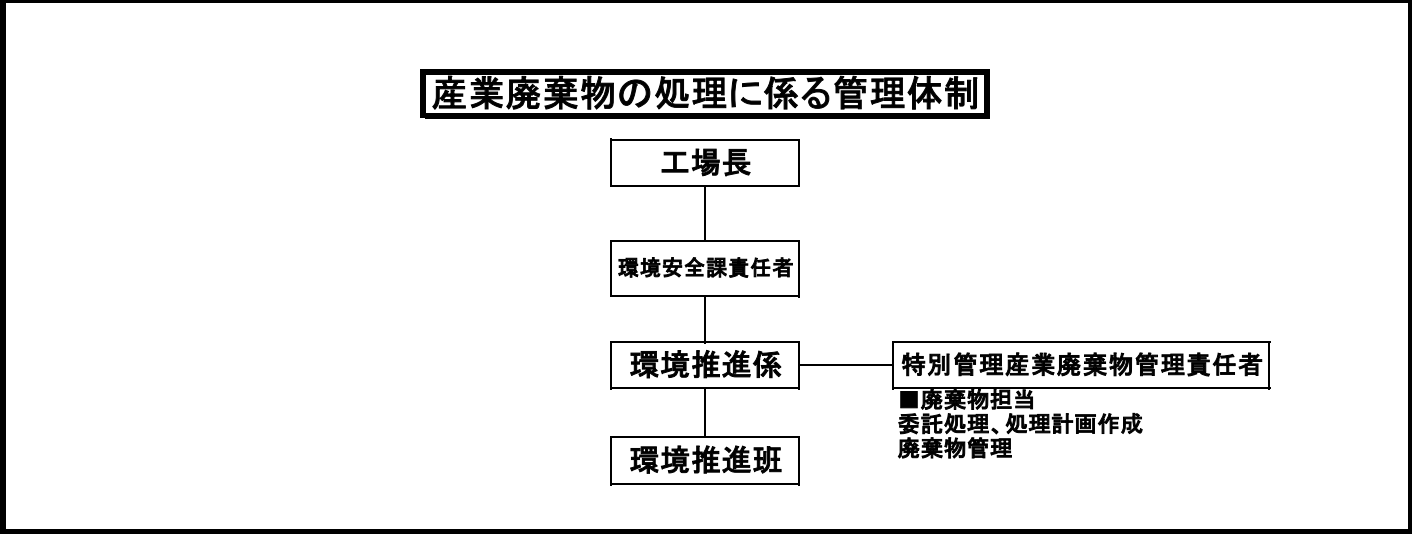 産業廃棄物の処理に係る管理体制
工場長
環境安全課責任者
環境推進係
特別管理産業廃棄物管理責任者
■廃棄物担当
委託処理、処理計画作成
廃棄物管理
環境推進班